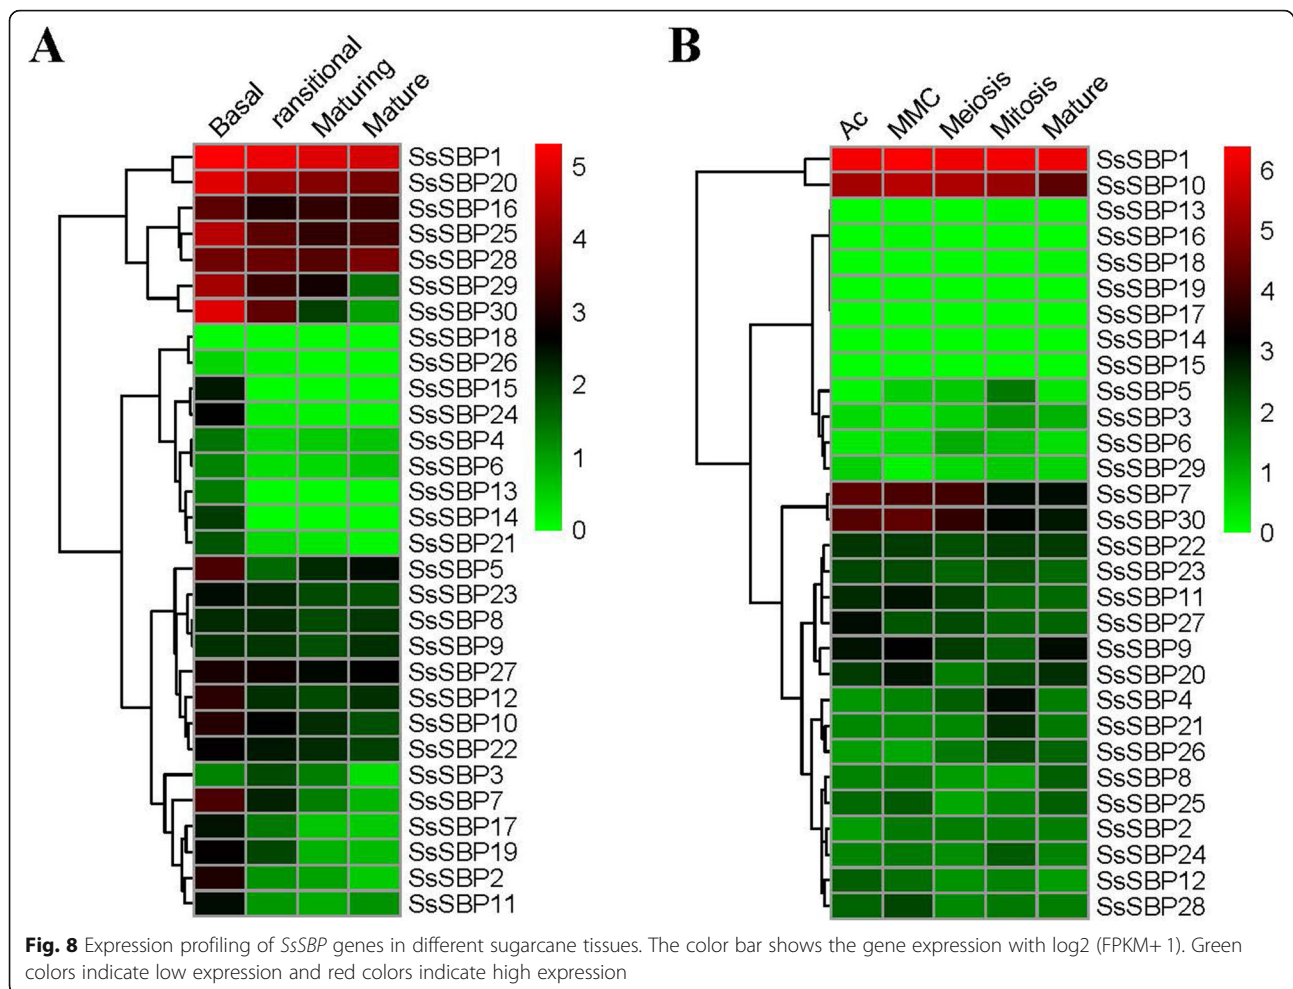 A
Basal
ransitional
Maturing
Mature
SsSBP1
SsSBP20
SsSBP16
SsSBP25
SsSBP28
SsSBP29
SsSBP30
SsSBP18
SsSBP26
SsSBP15
SsSBP24
SsSBP4
SsSBP6
SsSBP13
SsSBP14
SsSBP21
SsSBP5
SsSBP23
SsSBP8
SsSBP9
SsSBP27
SsSBP12
SsSBP10
SsSBP22
SsSBP3
SsSBP7
SsSBP17
SsSBP19
SsSBP2
SsSBP11
5
4
3
2
1
0
B
Ac
MMC
Meiosis
Mitosis
Mature
SsSBP1
SsSBP10
SsSBP13
SsSBP16
SsSBP18
SsSBP19
SsSBP17
SsSBP14
SsSBP15
SsSBP5
SsSBP3
SsSBP6
SsSBP29
SsSBP7
SsSBP30
SsSBP22
SsSBP23
SsSBP11
SsSBP27
SsSBP9
SsSBP20
SsSBP4
SsSBP21
SsSBP26
SsSBP8
SsSBP25
SsSBP2
SsSBP24
SsSBP12
SsSBP28
6
5
4
3
2
1
0
Fig. 8 Expression profiling of SsSBP genes in different sugarcane tissues. The color bar shows the gene expression with log2 (FPKM+ 1). Green
colors indicate low expression and red colors indicate high expression